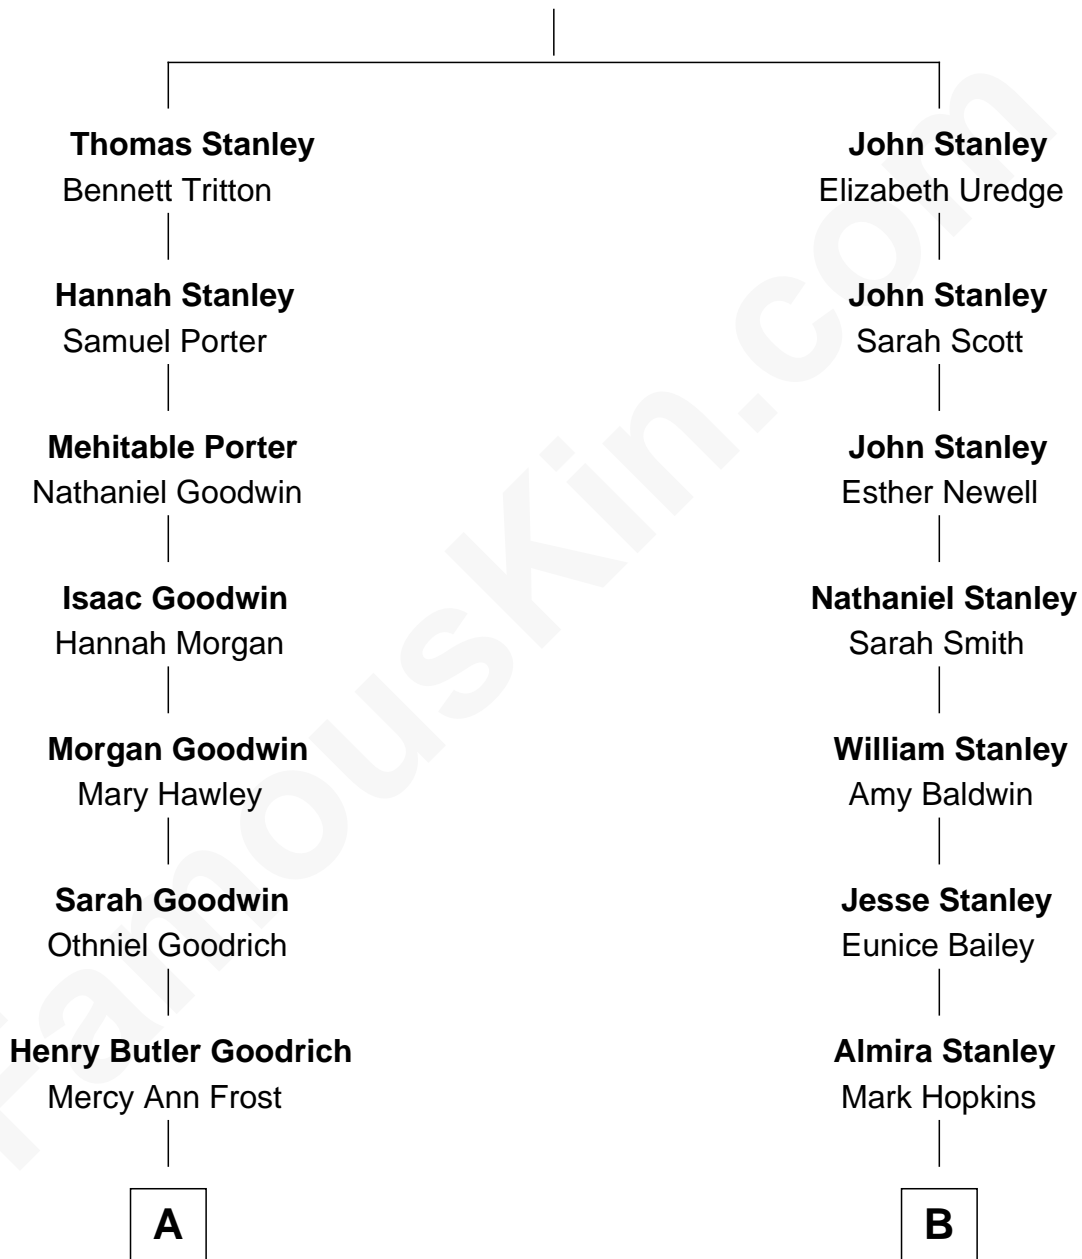 Thomas Stanley
Bennett Tritton
Hannah Stanley
Samuel Porter
Mehitable Porter
Nathaniel Goodwin
Isaac Goodwin
Hannah Morgan
Morgan Goodwin
Mary Hawley
Sarah Goodwin
Othniel Goodrich
Henry Butler Goodrich
Mercy Ann Frost
A
John Stanley
Elizabeth Uredge
John Stanley
Sarah Scott
John Stanley
Esther Newell
Nathaniel Stanley
Sarah Smith
William Stanley
Amy Baldwin
Jesse Stanley
Eunice Bailey
Almira Stanley
Mark Hopkins
B
FamousKin.com